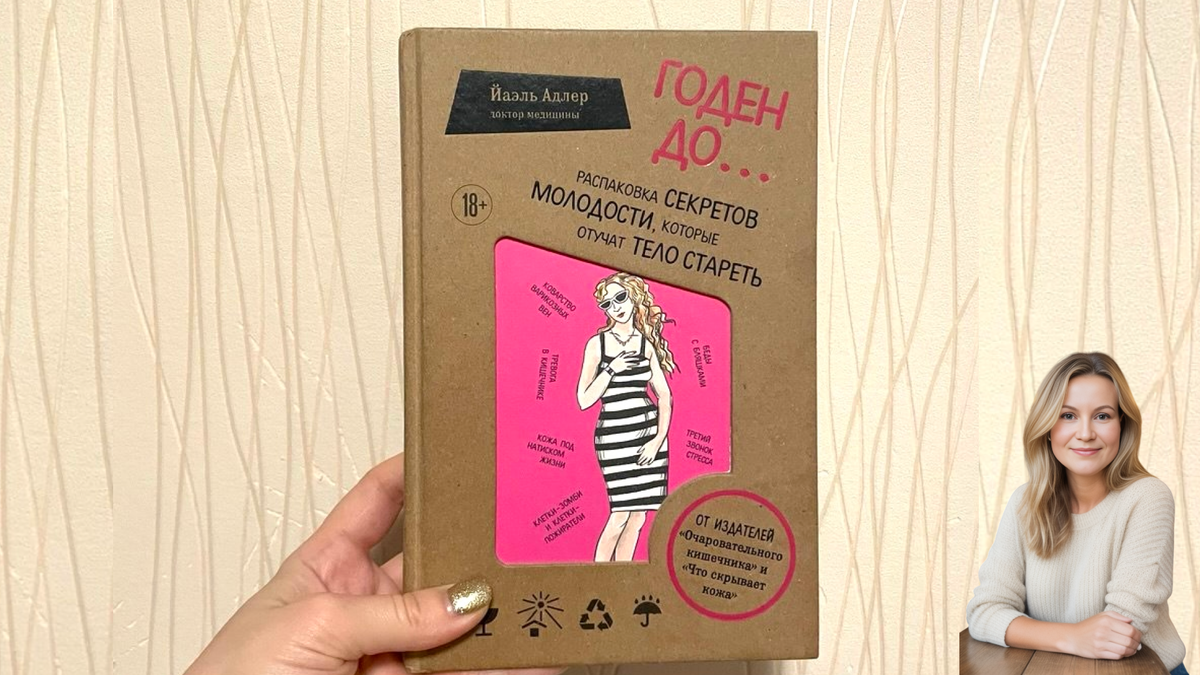 Йаэль Адлер
доктор медицины
ГОДЕН
ДО...
18+
РАСПАКОВКА СЕКРЕТОВ
МОЛОДОСТИ, КОТОРЫЕ
ОТУЧАТ ТЕЛО СТАРЕТЬ
КОВАРСТВО
ВАРИКОЗНЫХ
ВЕН
БЕДЫ
С БЛЯШКАМИ
ТРЕВОГА
В КИШЕЧНИКЕ
КОЖА ПОД
НАТИСКОМ
ЖИЗНИ
ТРЕТИЙ
ЗВОНОК
СТРЕССА
КЛЕТКИ-ЗОМБИ
И КЛЕТКИ-
ПОЖИРАТЕЛИ
ОТ ИЗДАТЕЛЕЙ
«Очаровательного
кишечника» и
«Что скрывает
кожа»